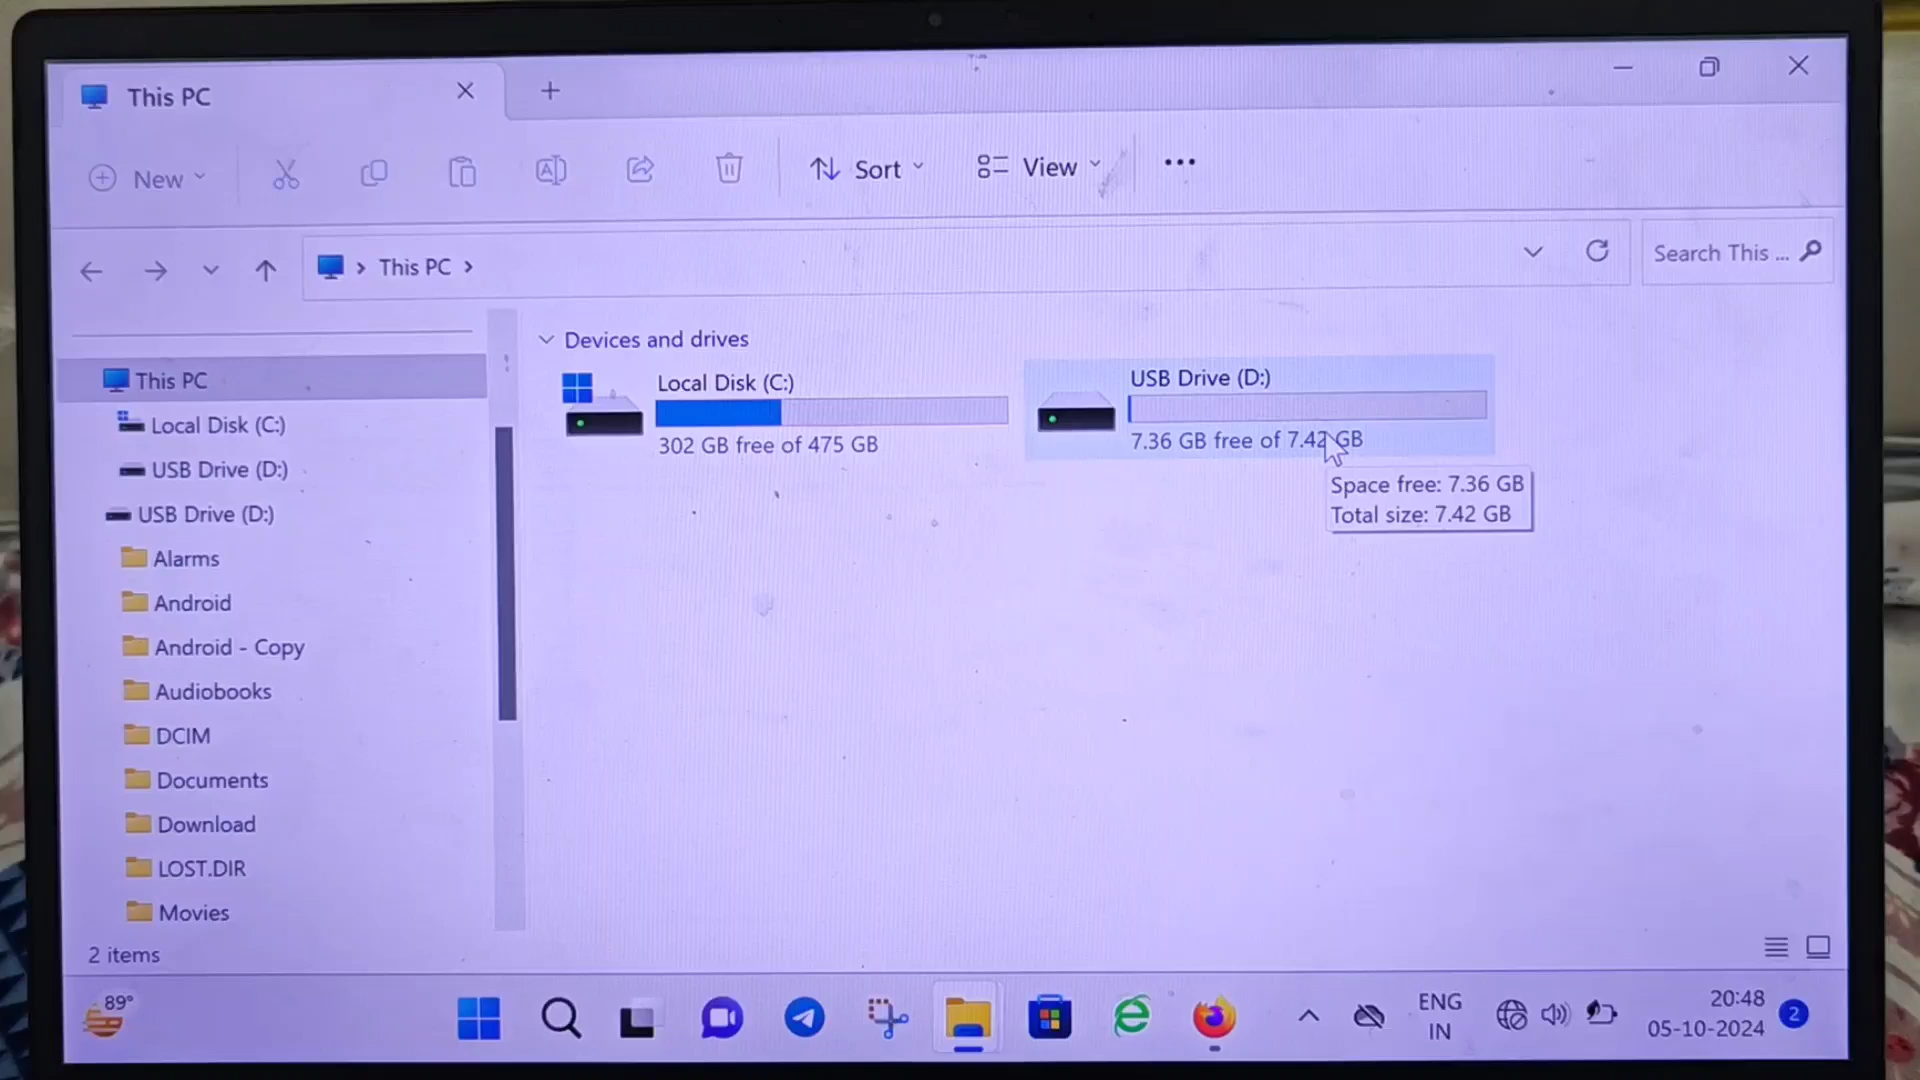 This PC
New
Sort
View
This PC
Search This ...
This PC
Local Disk (C:)
USB Drive (D:)
USB Drive (D:)
Alarms
Android
Android - Copy
Audiobooks
DCIM
Documents
Download
LOST.DIR
Movies
Devices and drives
Local Disk (C:)
302 GB free of 475 GB
USB Drive (D:)
7.36 GB free of 7.42 GB
Space free: 7.36 GB
Total size: 7.42 GB
2 items
89°
ENG
IN
20:48
05-10-2024
2